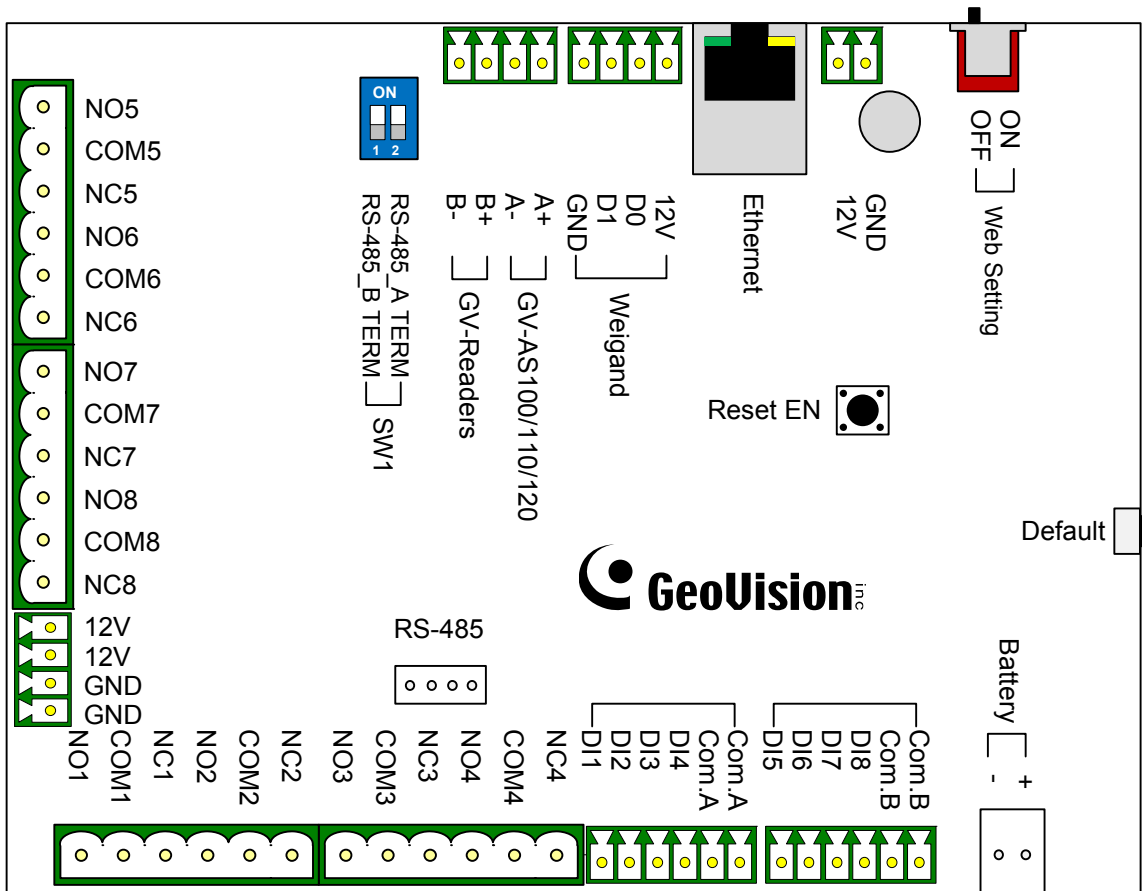 ON
1 2
RS-485_B TERM
RS-485_A TERM
SW1
B-
B+
A-
A+
GV-Readers
GV-AS100/110/120
GND
D1
D0
12V
Weigand
Ethernet
12V
GND
OFF
ON
Web Setting
NO5
COM5
NC5
NO6
COM6
NC6
NO7
COM7
NC7
NO8
COM8
NC8
12V
12V
GND
GND
Reset EN
Default
GeoVision inc
RS-485
Battery
- +
NO1
COM1
NC1
NO2
COM2
NC2
NO3
COM3
NC3
NO4
COM4
NC4
DI1
DI2
DI3
DI4
Com.A
Com.A
DI5
DI6
DI7
DI8
Com.B
Com.B